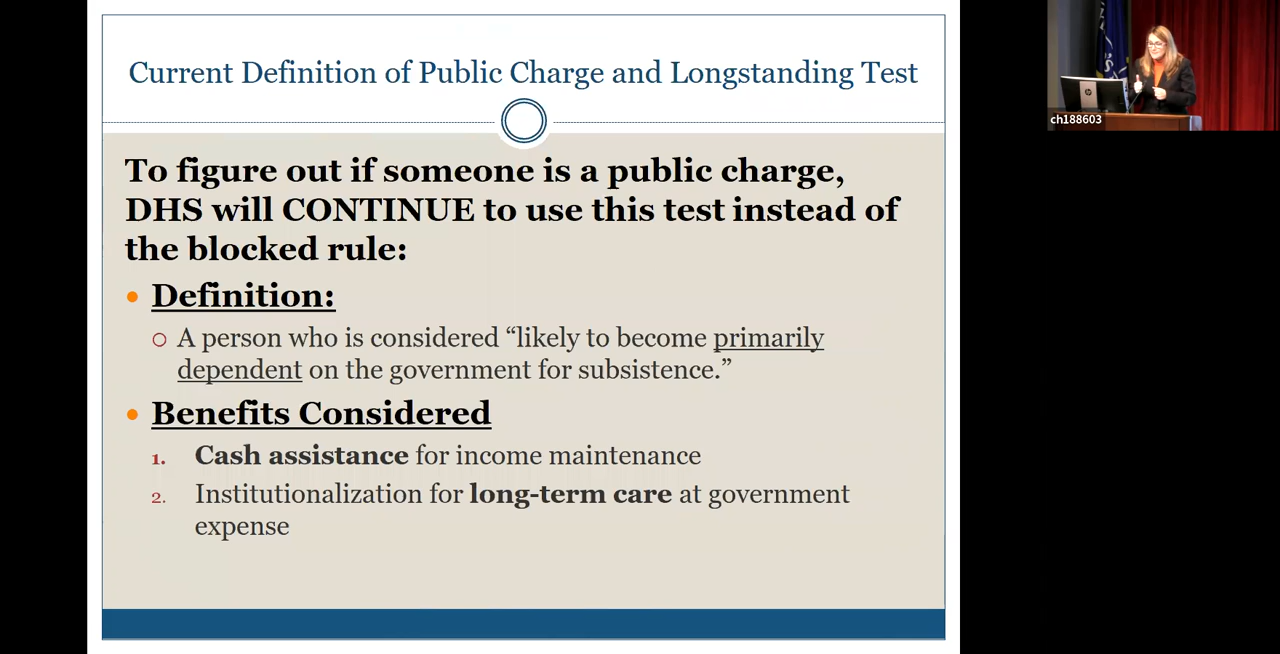 Current Definition of Public Charge and Longstanding Test
ch188603
To figure out if someone is a public charge,
DHS will CONTINUE to use this test instead of
the blocked rule:
• Definition:
○ A person who is considered “likely to become primarily
dependent on the government for subsistence.”
• Benefits Considered
1. Cash assistance for income maintenance
2. Institutionalization for long-term care at government
expense